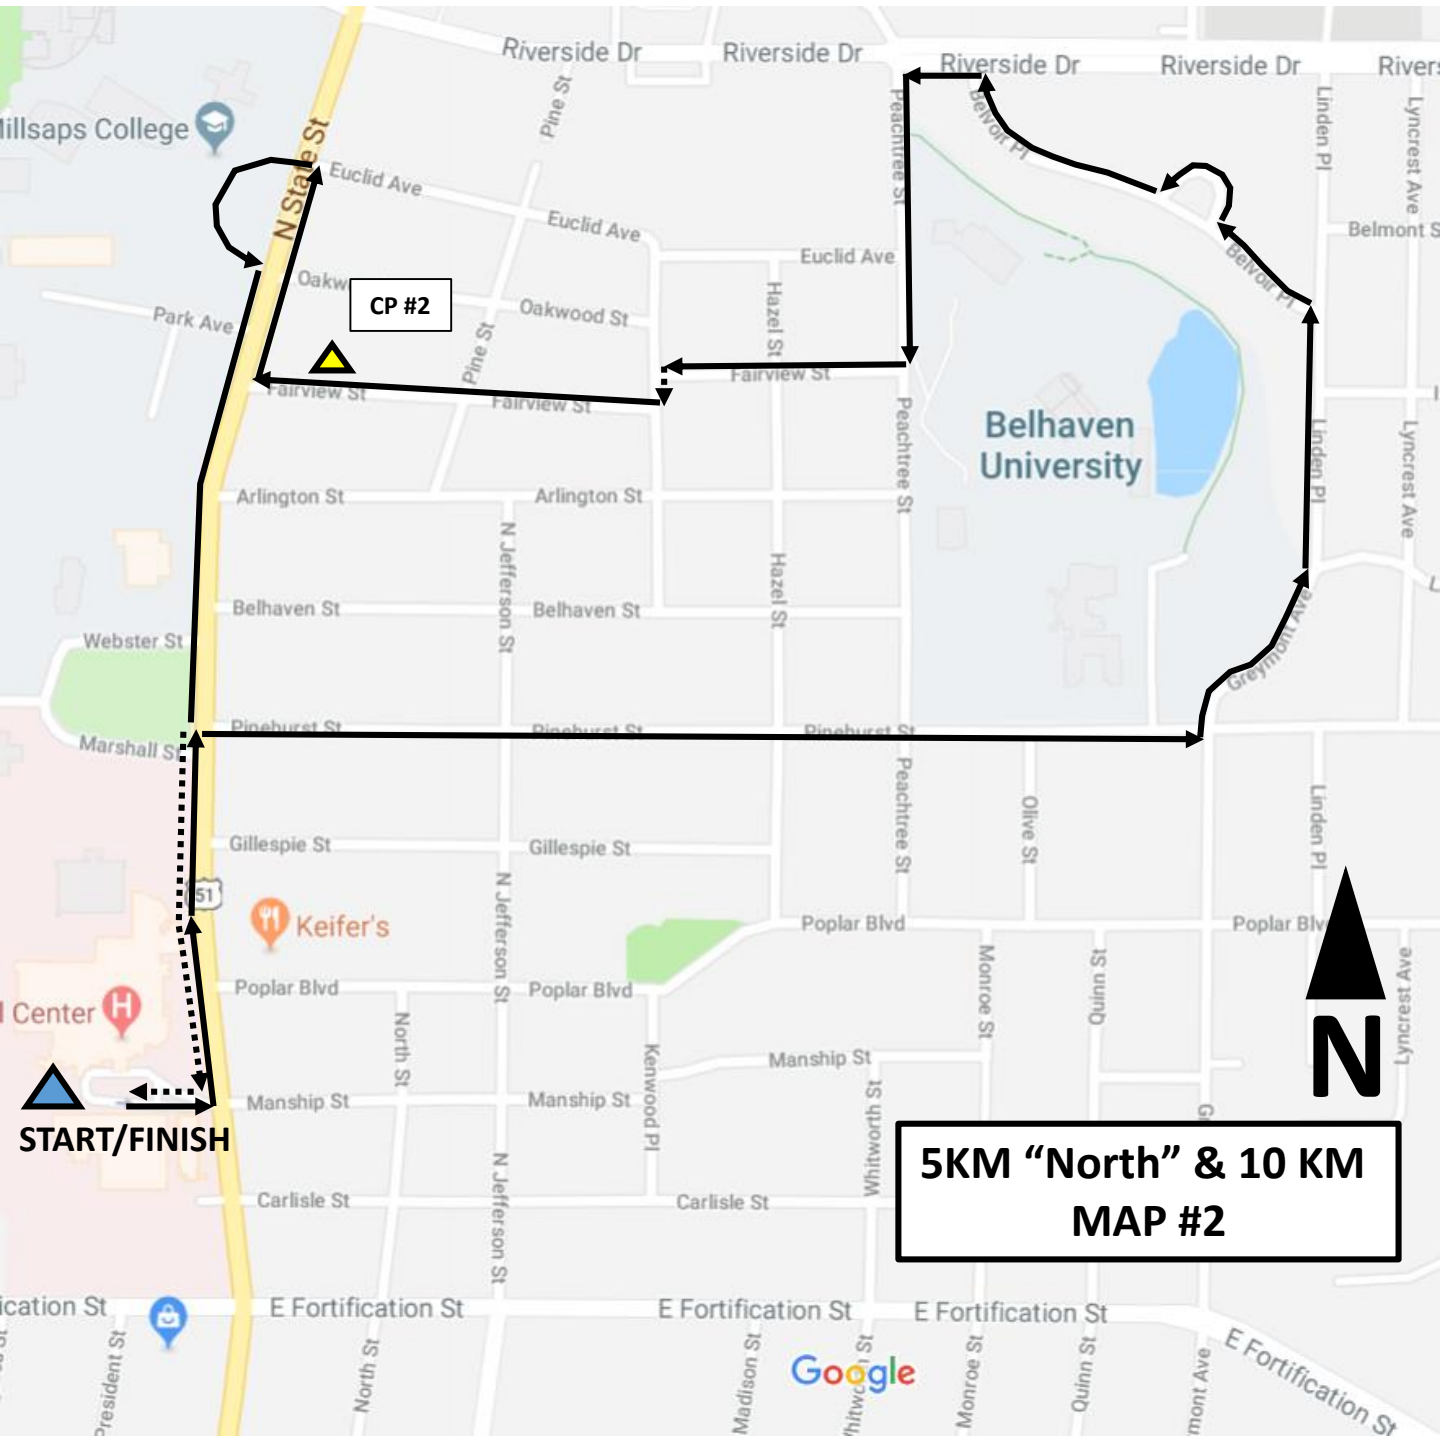 Riverside Dr
Riverside Dr
Riverside Dr
Riverside Dr
Millsaps College
N State St
Pine St
Belvoir Pl
Peachtree St
Linden Pl
Lyncrest Ave
Euclid Ave
Euclid Ave
Euclid Ave
Belmont S
Belvoir Pl
CP #2
Oakwood St
Park Ave
Hazel St
Pine St
Fairview St
Fairview St
Fairview St
Peachtree St
Belhaven
University
Linden Pl
Lyncrest Ave
Arlington St
Arlington St
N Jefferson St
Hazel St
Belhaven St
Belhaven St
Webster St
Greymont Ave
Marshall St
Pinehurst St
Pinehurst St
Pinehurst St
Peachtree St
Olive St
Linden Pl
Gillespie St
Gillespie St
51
Keifer's
N Jefferson St
Poplar Blvd
Poplar Blvd
Poplar Blvd
Poplar Blvd
Monroe St
Quinn St
Lyncrest Ave
l Center
H
North St
Kenwood Pl
Manship St
Manship St
Manship St
Whitworth St
START/FINISH
N
5KM “North” & 10 KM
MAP #2
Carlisle St
Carlisle St
N Jefferson St
ication St
E Fortification St
E Fortification St
E Fortification St
E Fortification St
President St
North St
Madison St
Monroe St
Quinn St
mont Ave
Google